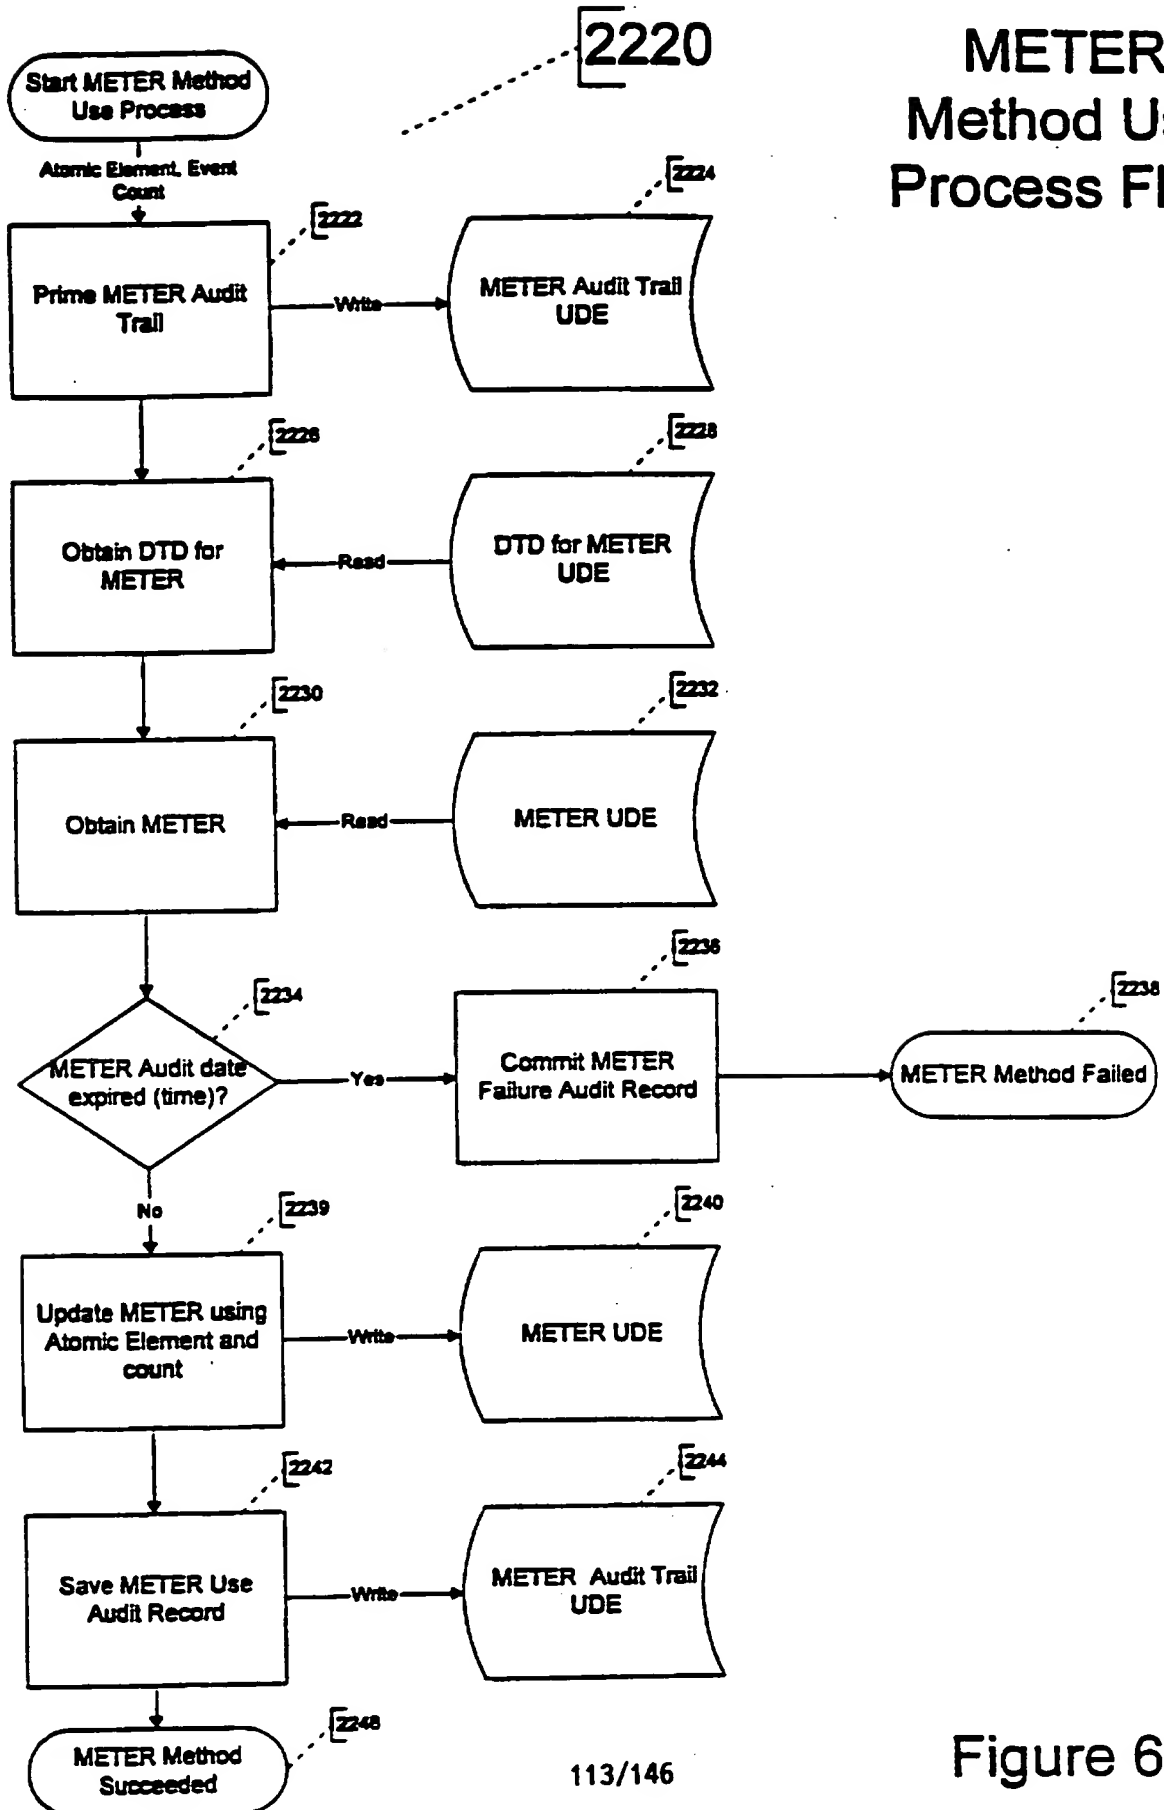 2220
METER
Method Us
Process Fl
Start METER Method
Use Process
Atomic Element, Event
Count
2222
2224
Prime METER Audit
Trail
Write
METER Audit Trail
UDE
2226
2228
Obtain DTD for
METER
Read
DTD for METER
UDE
2230
2232
Obtain METER
Read
METER UDE
2234
2236
2238
METER Audit date
expired (time)?
Yes
Commit METER
Failure Audit Record
METER Method Failed
No
2239
2240
Update METER using
Atomic Element and
count
Write
METER UDE
2242
2244
Save METER Use
Audit Record
Write
METER Audit Trail
UDE
2246
METER Method
Succeeded
113/146
Figure 6